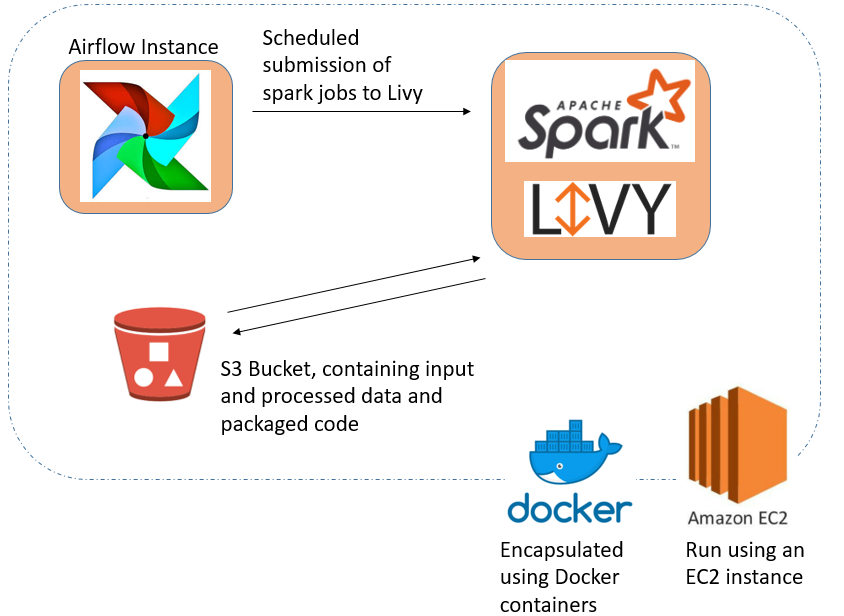 Airflow Instance
Scheduled
submission of
spark jobs to Livy
APACHE
Spark™
LIVY
S3 Bucket, containing input
and processed data and
packaged code
docker
Encapsulated
using Docker
containers
Amazon EC2
Run using an
EC2 instance